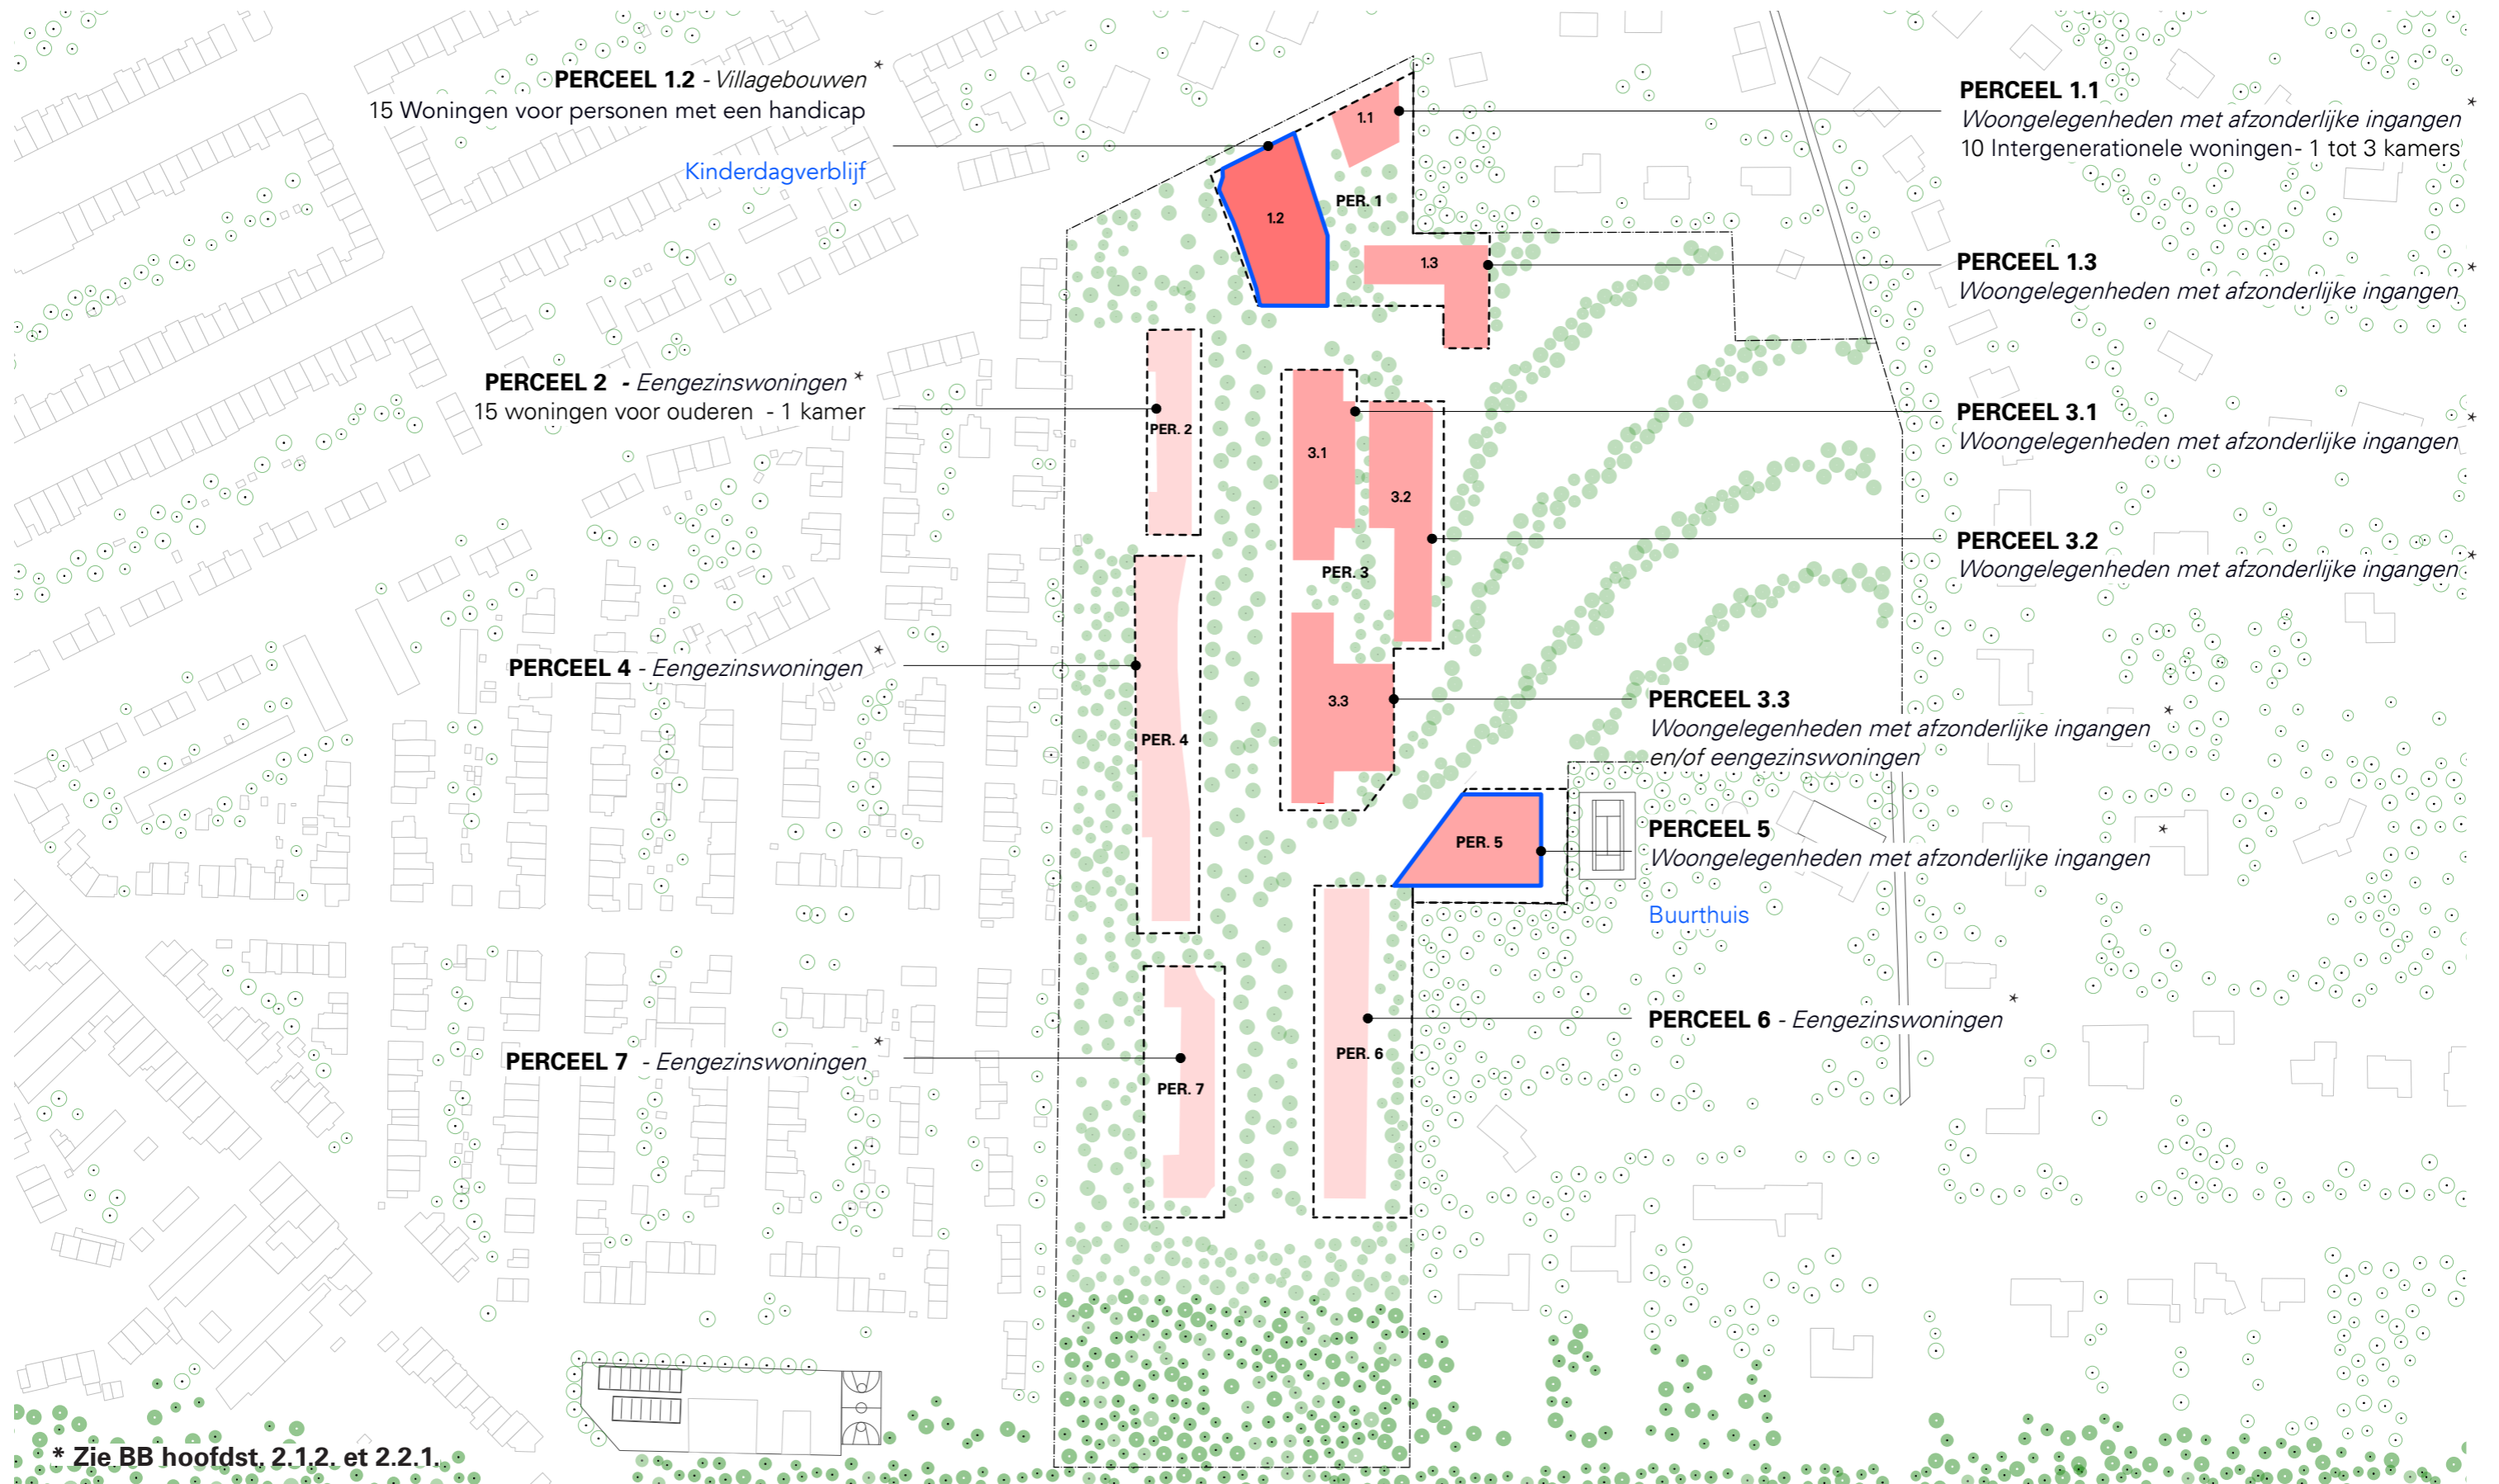 PERCEEL 1.2 - Villagebouwen *
15 Woningen voor personen met een handicap
Kinderdagverblijf
PERCEEL 1.1
Woongelegenheden met afzonderlijke ingangen *
10 Intergenerationele woningen- 1 tot 3 kamers
1.1
PER. 1
1.2
1.3
PERCEEL 1.3
Woongelegenheden met afzonderlijke ingangen *
PERCEEL 2 - Eengezinswoningen *
15 woningen voor ouderen - 1 kamer
PER. 2
3.1
3.2
PER. 3
PERCEEL 3.1
Woongelegenheden met afzonderlijke ingangen *
PERCEEL 3.2
Woongelegenheden met afzonderlijke ingangen *
PERCEEL 4 - Eengezinswoningen *
PER. 4
3.3
PERCEEL 3.3
Woongelegenheden met afzonderlijke ingangen *
en/of eengezinswoningen
PER. 5
PERCEEL 5
Woongelegenheden met afzonderlijke ingangen *
Buurthuis
PERCEEL 6 - Eengezinswoningen *
PER. 6
PERCEEL 7 - Eengezinswoningen *
PER. 7
* Zie BB hoofdst. 2.1.2. et 2.2.1.